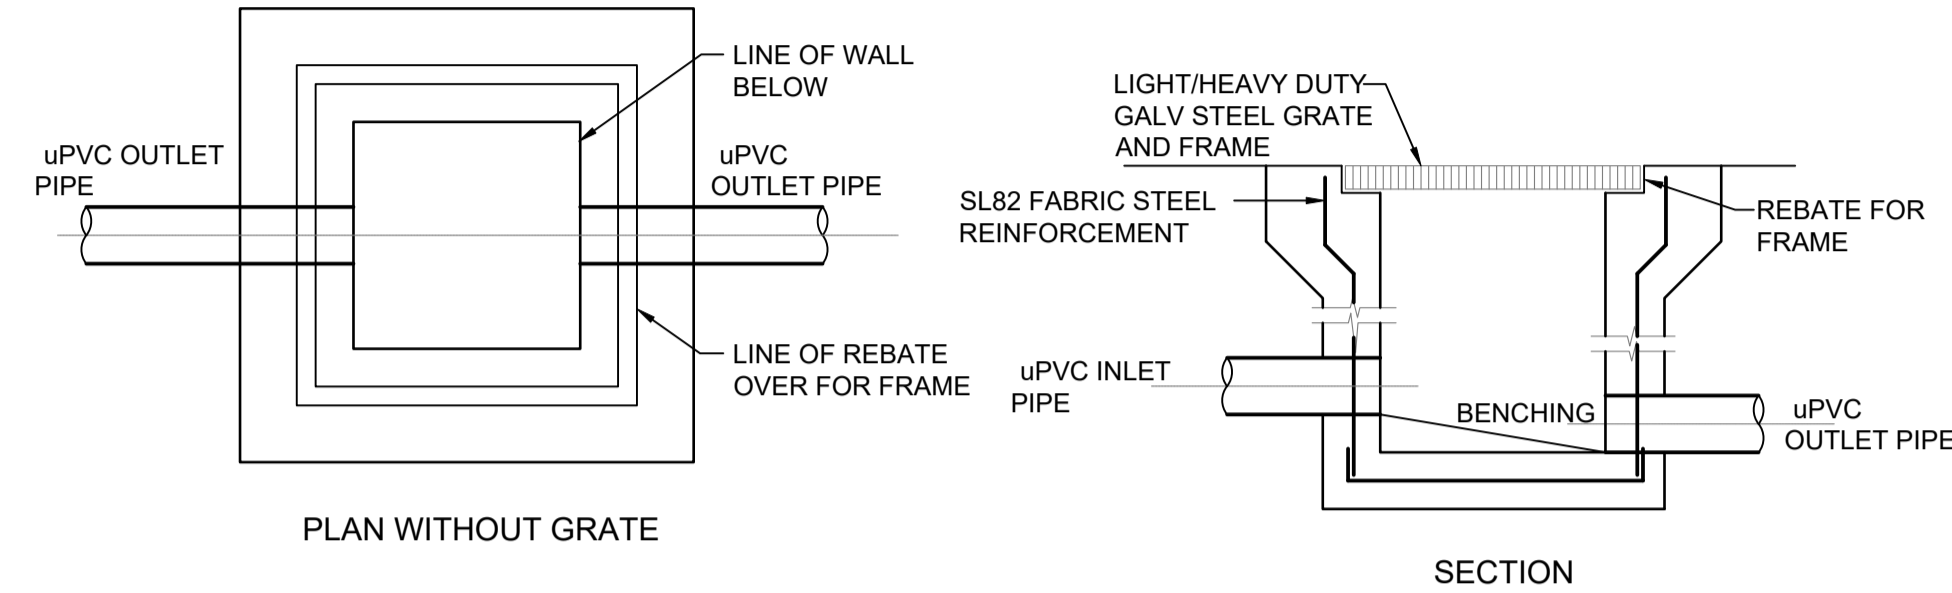 LINE OF WALL
BELOW
uPVC OUTLET
PIPE
uPVC
OUTLET PIPE
LINE OF REBATE
OVER FOR FRAME
PLAN WITHOUT GRATE
LIGHT/HEAVY DUTY
GALV STEEL GRATE
AND FRAME
SL82 FABRIC STEEL
REINFORCEMENT
REBATE FOR
FRAME
uPVC INLET
PIPE
BENCHING
uPVC
OUTLET PIPE
SECTION